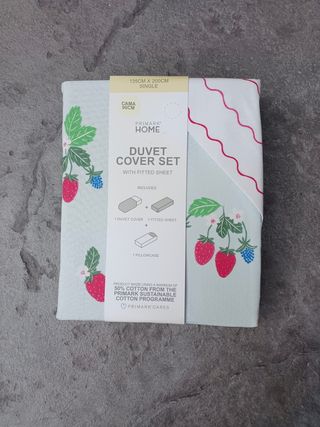 135CM X 200CM
SINGLE
CAMA
90CM
PRIMARK
HOME
DUVET
COVER SET
WITH FITTED SHEET
INCLUDES
1 DUVET COVER
+
1 FITTED SHEET
+
1 PILLOWCASE
PRODUCT MADE USING A MINIMUM OF
50% COTTON FROM THE
PRIMARK SUSTAINABLE
COTTON PROGRAMME
PRIMARK CARES